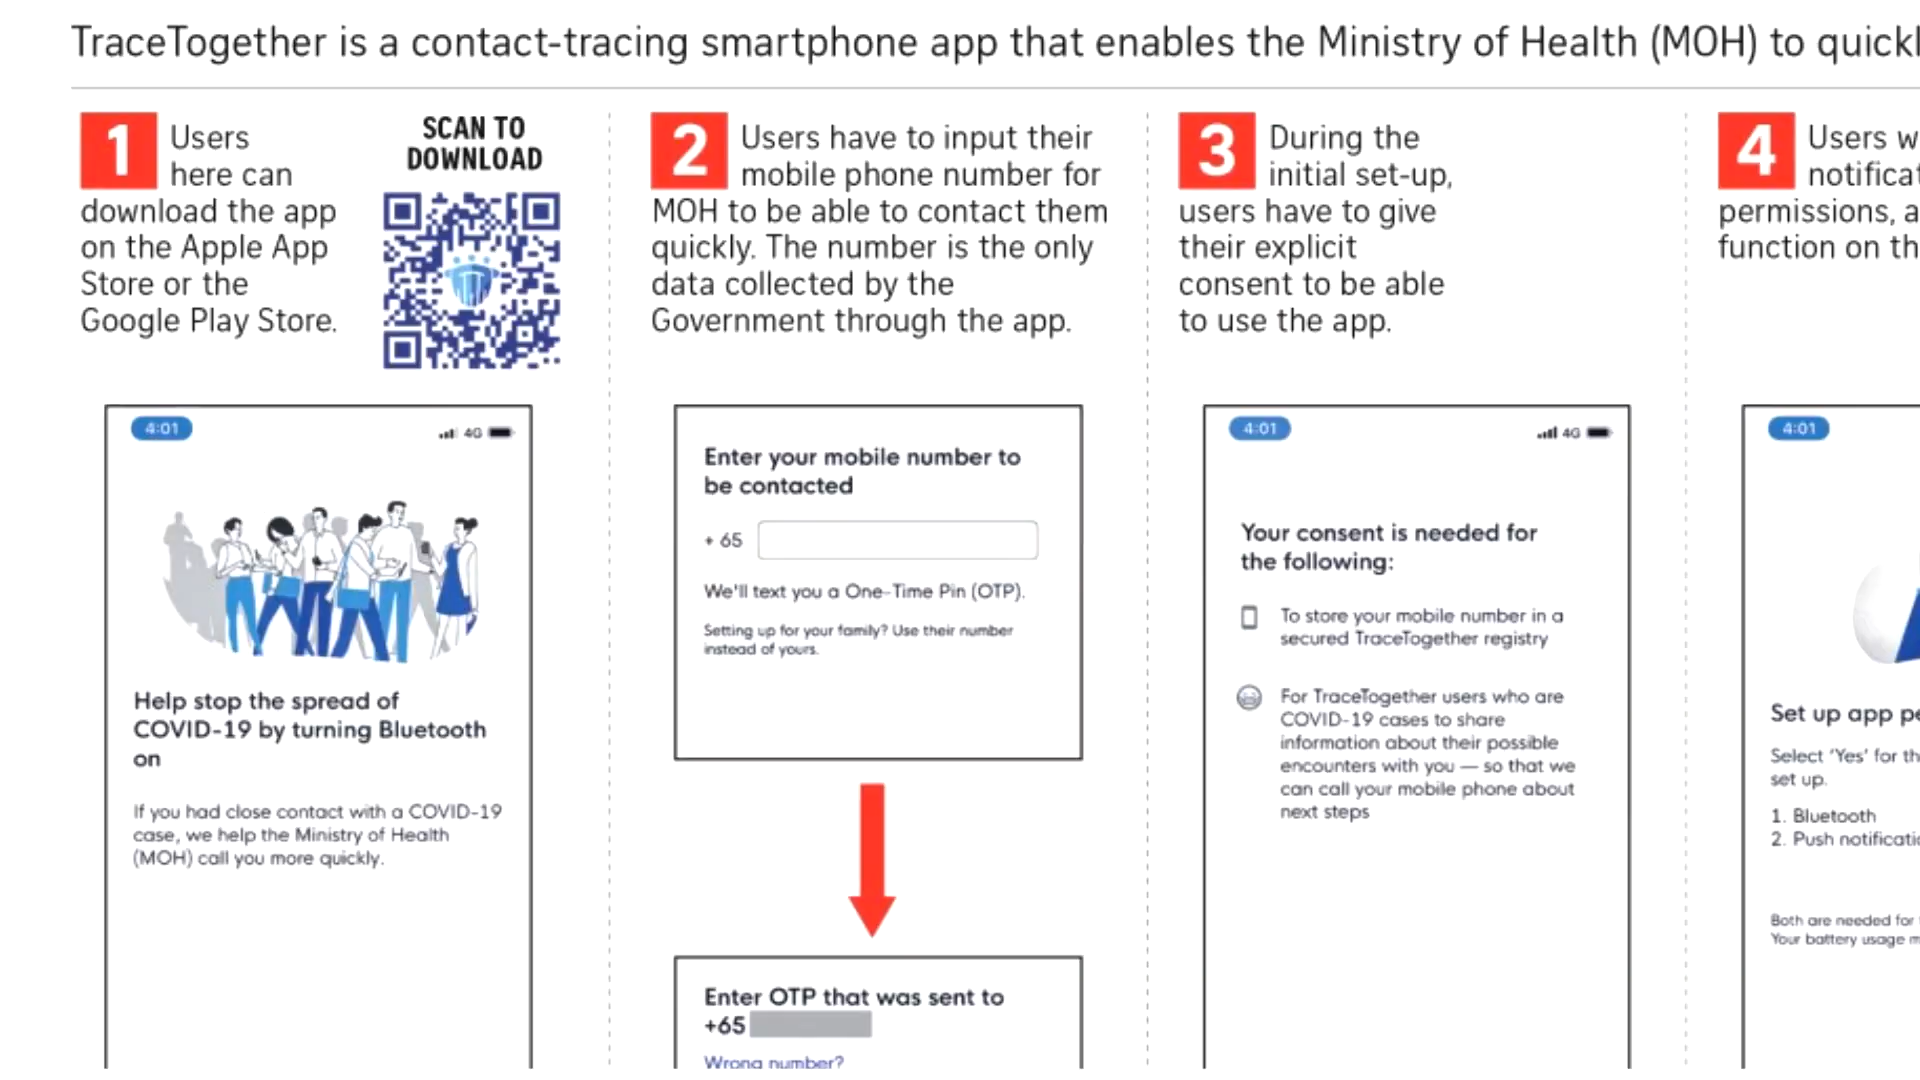 TraceTogether is a contact-tracing smartphone app that enables the Ministry of Health (MOH) to
1
Users
here can
download the app
on the Apple App
Store or the
Google Play Store.
SCAN TO
DOWNLOAD
4:01
4G
Help stop the spread of
COVID-19 by turning Bluetooth
on
If you had close contact with a COVID-19
case, we help the Ministry of Health
(MOH) call you more quickly.
2
Users have to input their
mobile phone number for
MOH to be able to contact them
quickly. The number is the only
data collected by the
Government through the app.
Enter your mobile number to
be contacted
+ 65
We'll text you a One-Time Pin (OTP).
Setting up for your family? Use their number
instead of yours.
Enter OTP that was sent to
+65
Wrong number?
3
During the
initial set-up,
users have to give
their explicit
consent to be able
to use the app.
4:01
4G
Your consent is needed for
the following:
To store your mobile number in a
secured TraceTogether registry
For TraceTogether users who are
COVID-19 cases to share
information about their possible
encounters with you — so that we
can call your mobile phone about
next steps
4
Users
permissions,
function on
4:01
Set up app
Select 'Yes' for
set up.
1. Bluetooth
2. Push
Both are needed for
Your battery usage